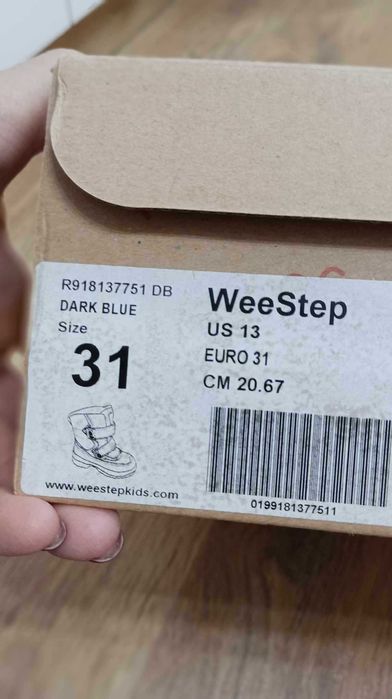 R918137751 DB
DARK BLUE
Size
31
www.weestepkids.com
WeeStep
US 13
EURO 31
CM 20.67
0199181377511